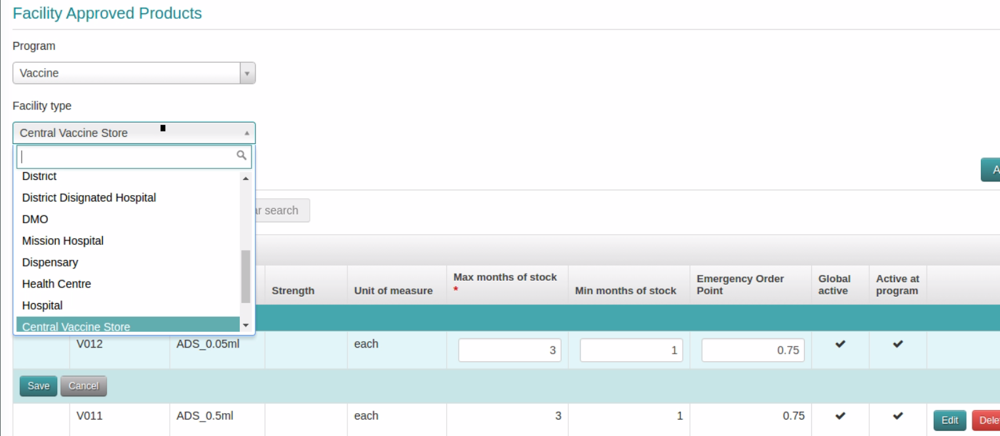 Facility Approved Products
Program
Vaccine
Facility type
Central Vaccine Store
District
District Disignated Hospital
DMO
Mission Hospital
Dispensary
Health Centre
Hospital
Central Vaccine Store
search
Strength
Unit of measure
Max months of stock *
Min months of stock
Emergency Order Point
Global active
Active at program
V012 ADS_0.05ml each 3 1 0.75
Save Cancel
V011 ADS_0.5ml each 3 1 0.75 Edit